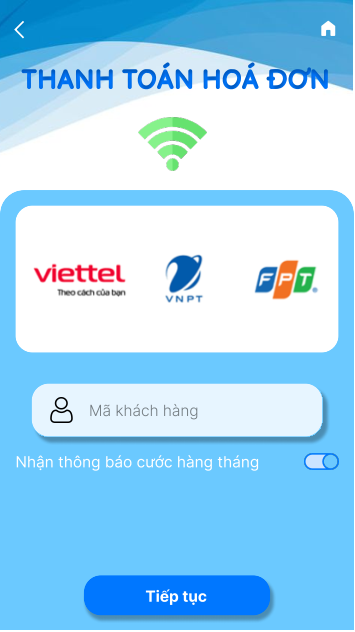 THANH TOÁN HOÁ ĐƠN
viettel
Theo cách của bạn
VNPT
FPT
Mã khách hàng
Nhận thông báo cước hàng tháng
Tiếp tục